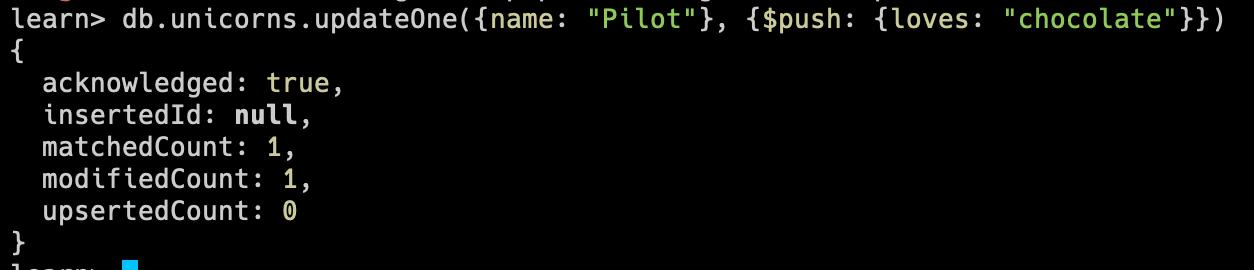 learn> db.unicorns.updateOne({name: "Pilot"}, {$push: {loves: "chocolate"}})
{
  acknowledged: true,
  insertedId: null,
  matchedCount: 1,
  modifiedCount: 1,
  upsertedCount: 0
}
learn>